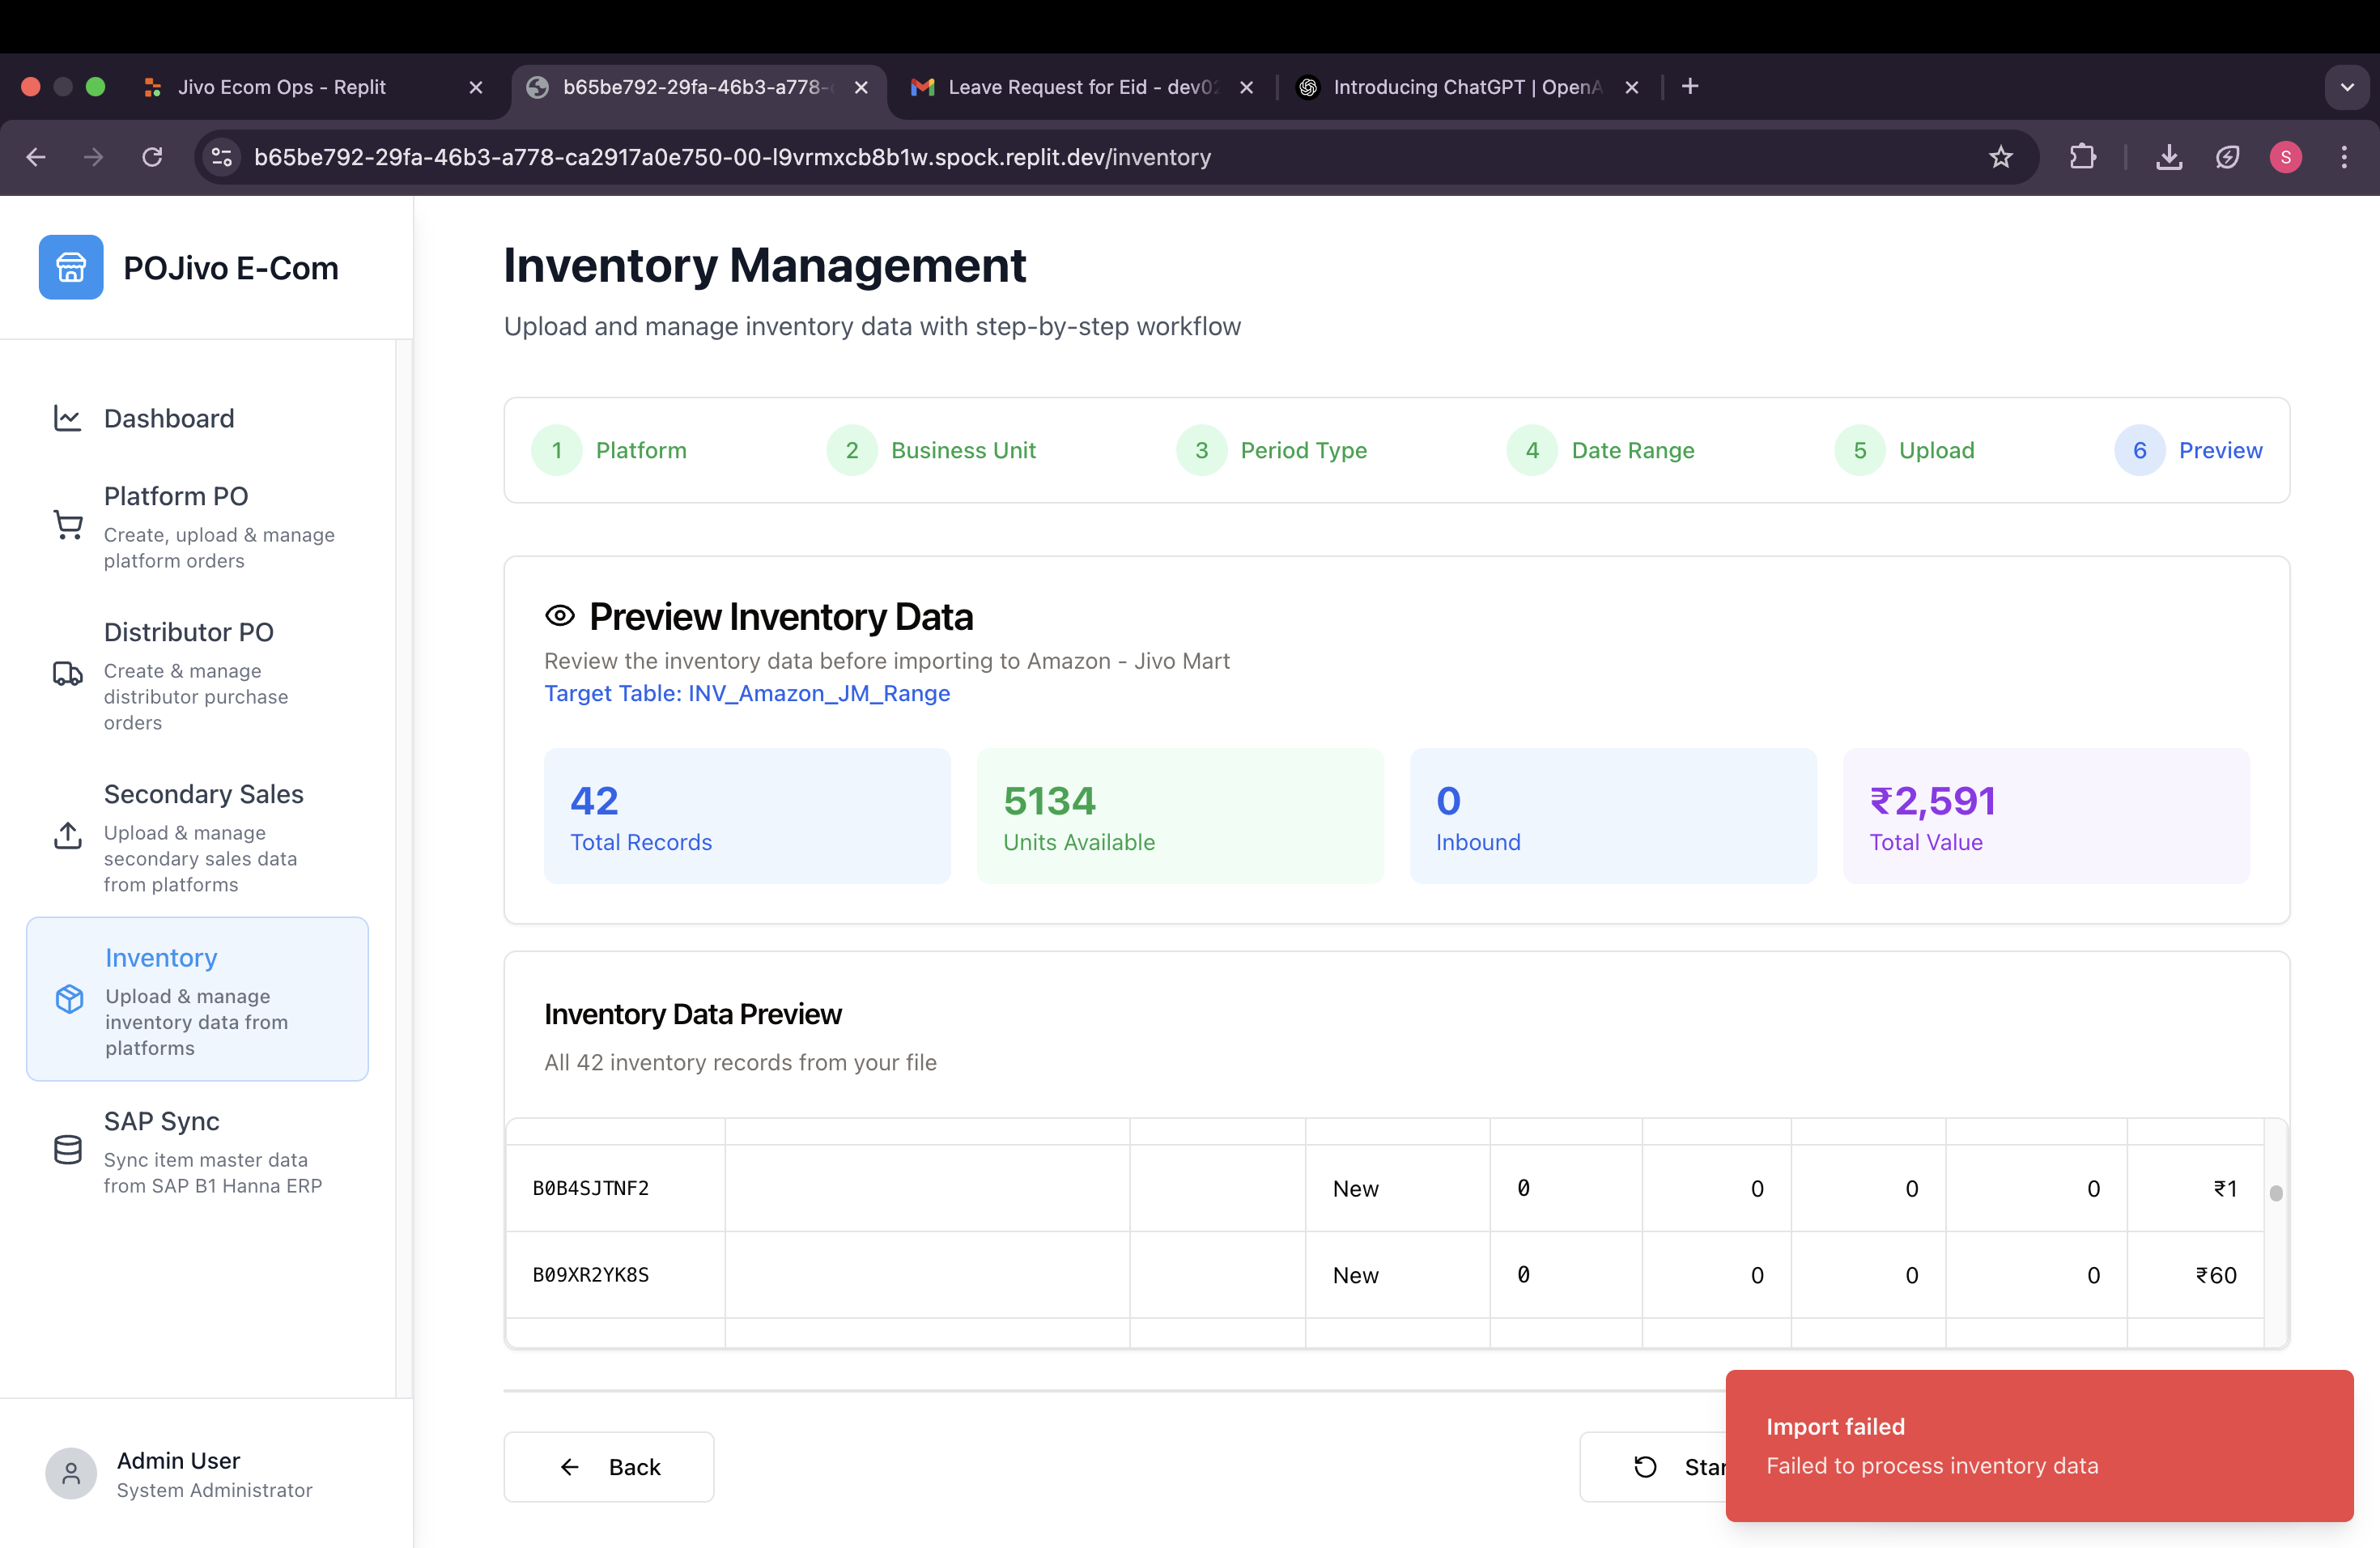 Jivo Ecom Ops - Replit
b65be792-29fa-46b3-a778-
Leave Request for Eid - dev02
Introducing ChatGPT | OpenA
b65be792-29fa-46b3-a778-ca2917a0e750-00-l9vrmxcb8b1w.spock.replit.dev/inventory
S
POJivo E-Com
Dashboard
Platform PO
Create, upload & manage
platform orders
Distributor PO
Create & manage
distributor purchase
orders
Secondary Sales
Upload & manage
secondary sales data
from platforms
Inventory
Upload & manage
inventory data from
platforms
SAP Sync
Sync item master data
from SAP B1 Hanna ERP
Admin User
System Administrator
Inventory Management
Upload and manage inventory data with step-by-step workflow
1 Platform
2 Business Unit
3 Period Type
4 Date Range
5 Upload
6 Preview
Preview Inventory Data
Review the inventory data before importing to Amazon - Jivo Mart
Target Table: INV_Amazon_JM_Range
42
Total Records
5134
Units Available
0
Inbound
₹2,591
Total Value
Inventory Data Preview
All 42 inventory records from your file
B0B4SJTNF2 New 0 0 0 0 ₹1
B09XR2YK8S New 0 0 0 0 ₹60
Back
Star
Import failed
Failed to process inventory data